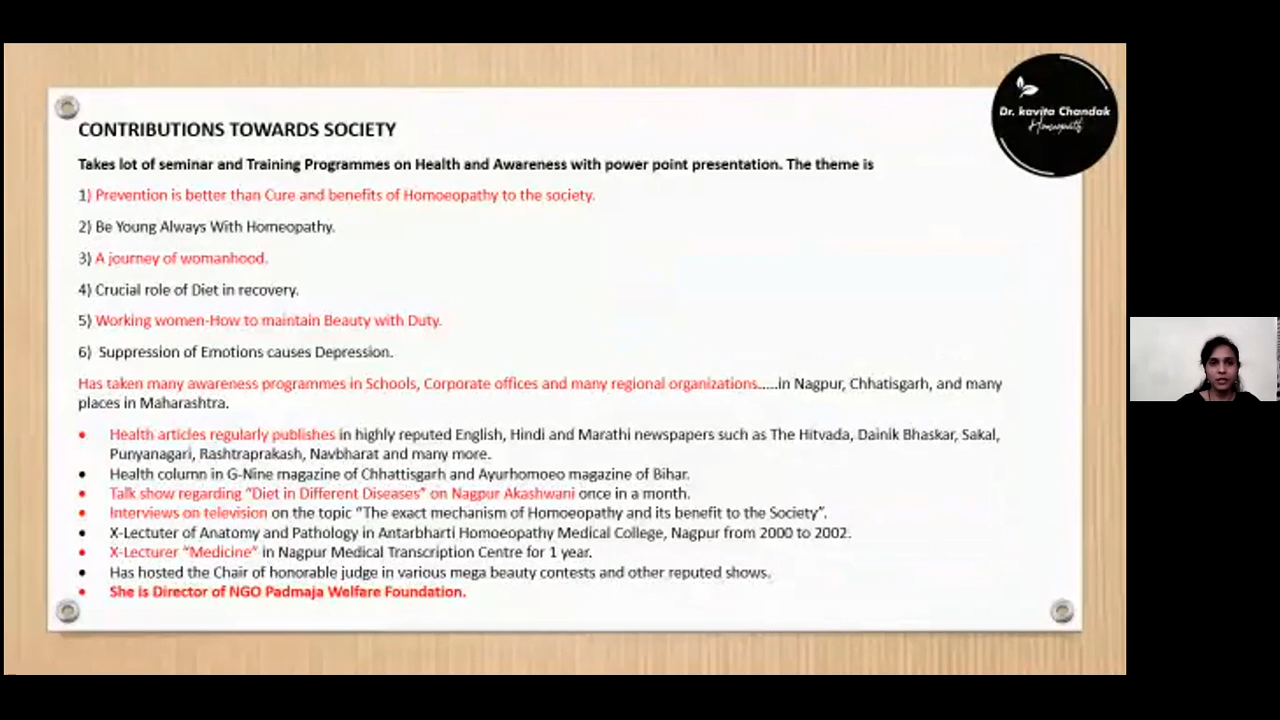 Dr. kavita Chandak
Homeopath
CONTRIBUTIONS TOWARDS SOCIETY
Takes lot of seminar and Training Programmes on Health and Awareness with power point presentation. The theme is
1) Prevention is better than Cure and benefits of Homoeopathy to the society.
2) Be Young Always With Homeopathy.
3) A journey of womanhood.
4) Crucial role of Diet in recovery.
5) Working women-How to maintain Beauty with Duty.
6) Suppression of Emotions causes Depression.
Has taken many awareness programmes in Schools, Corporate offices and many regional organizations.....in Nagpur, Chhatisgarh, and many
places in Maharashtra.
• Health articles regularly publishes in highly reputed English, Hindi and Marathi newspapers such as The Hitvada, Dainik Bhaskar, Sakal,
Punyanagari, Rashtraprakash, Navbharat and many more.
• Health column in G-Nine magazine of Chhattisgarh and Ayurhomoeo magazine of Bihar.
• Talk show regarding "Diet in Different Diseases" on Nagpur Akashwani once in a month.
• Interviews on television on the topic "The exact mechanism of Homoeopathy and its benefit to the Society".
• X-Lectuter of Anatomy and Pathology in Antarbharti Homoeopathy Medical College, Nagpur from 2000 to 2002.
• X-Lecturer "Medicine" in Nagpur Medical Transcription Centre for 1 year.
• Has hosted the Chair of honorable judge in various mega beauty contests and other reputed shows.
• She is Director of NGO Padmaja Welfare Foundation.